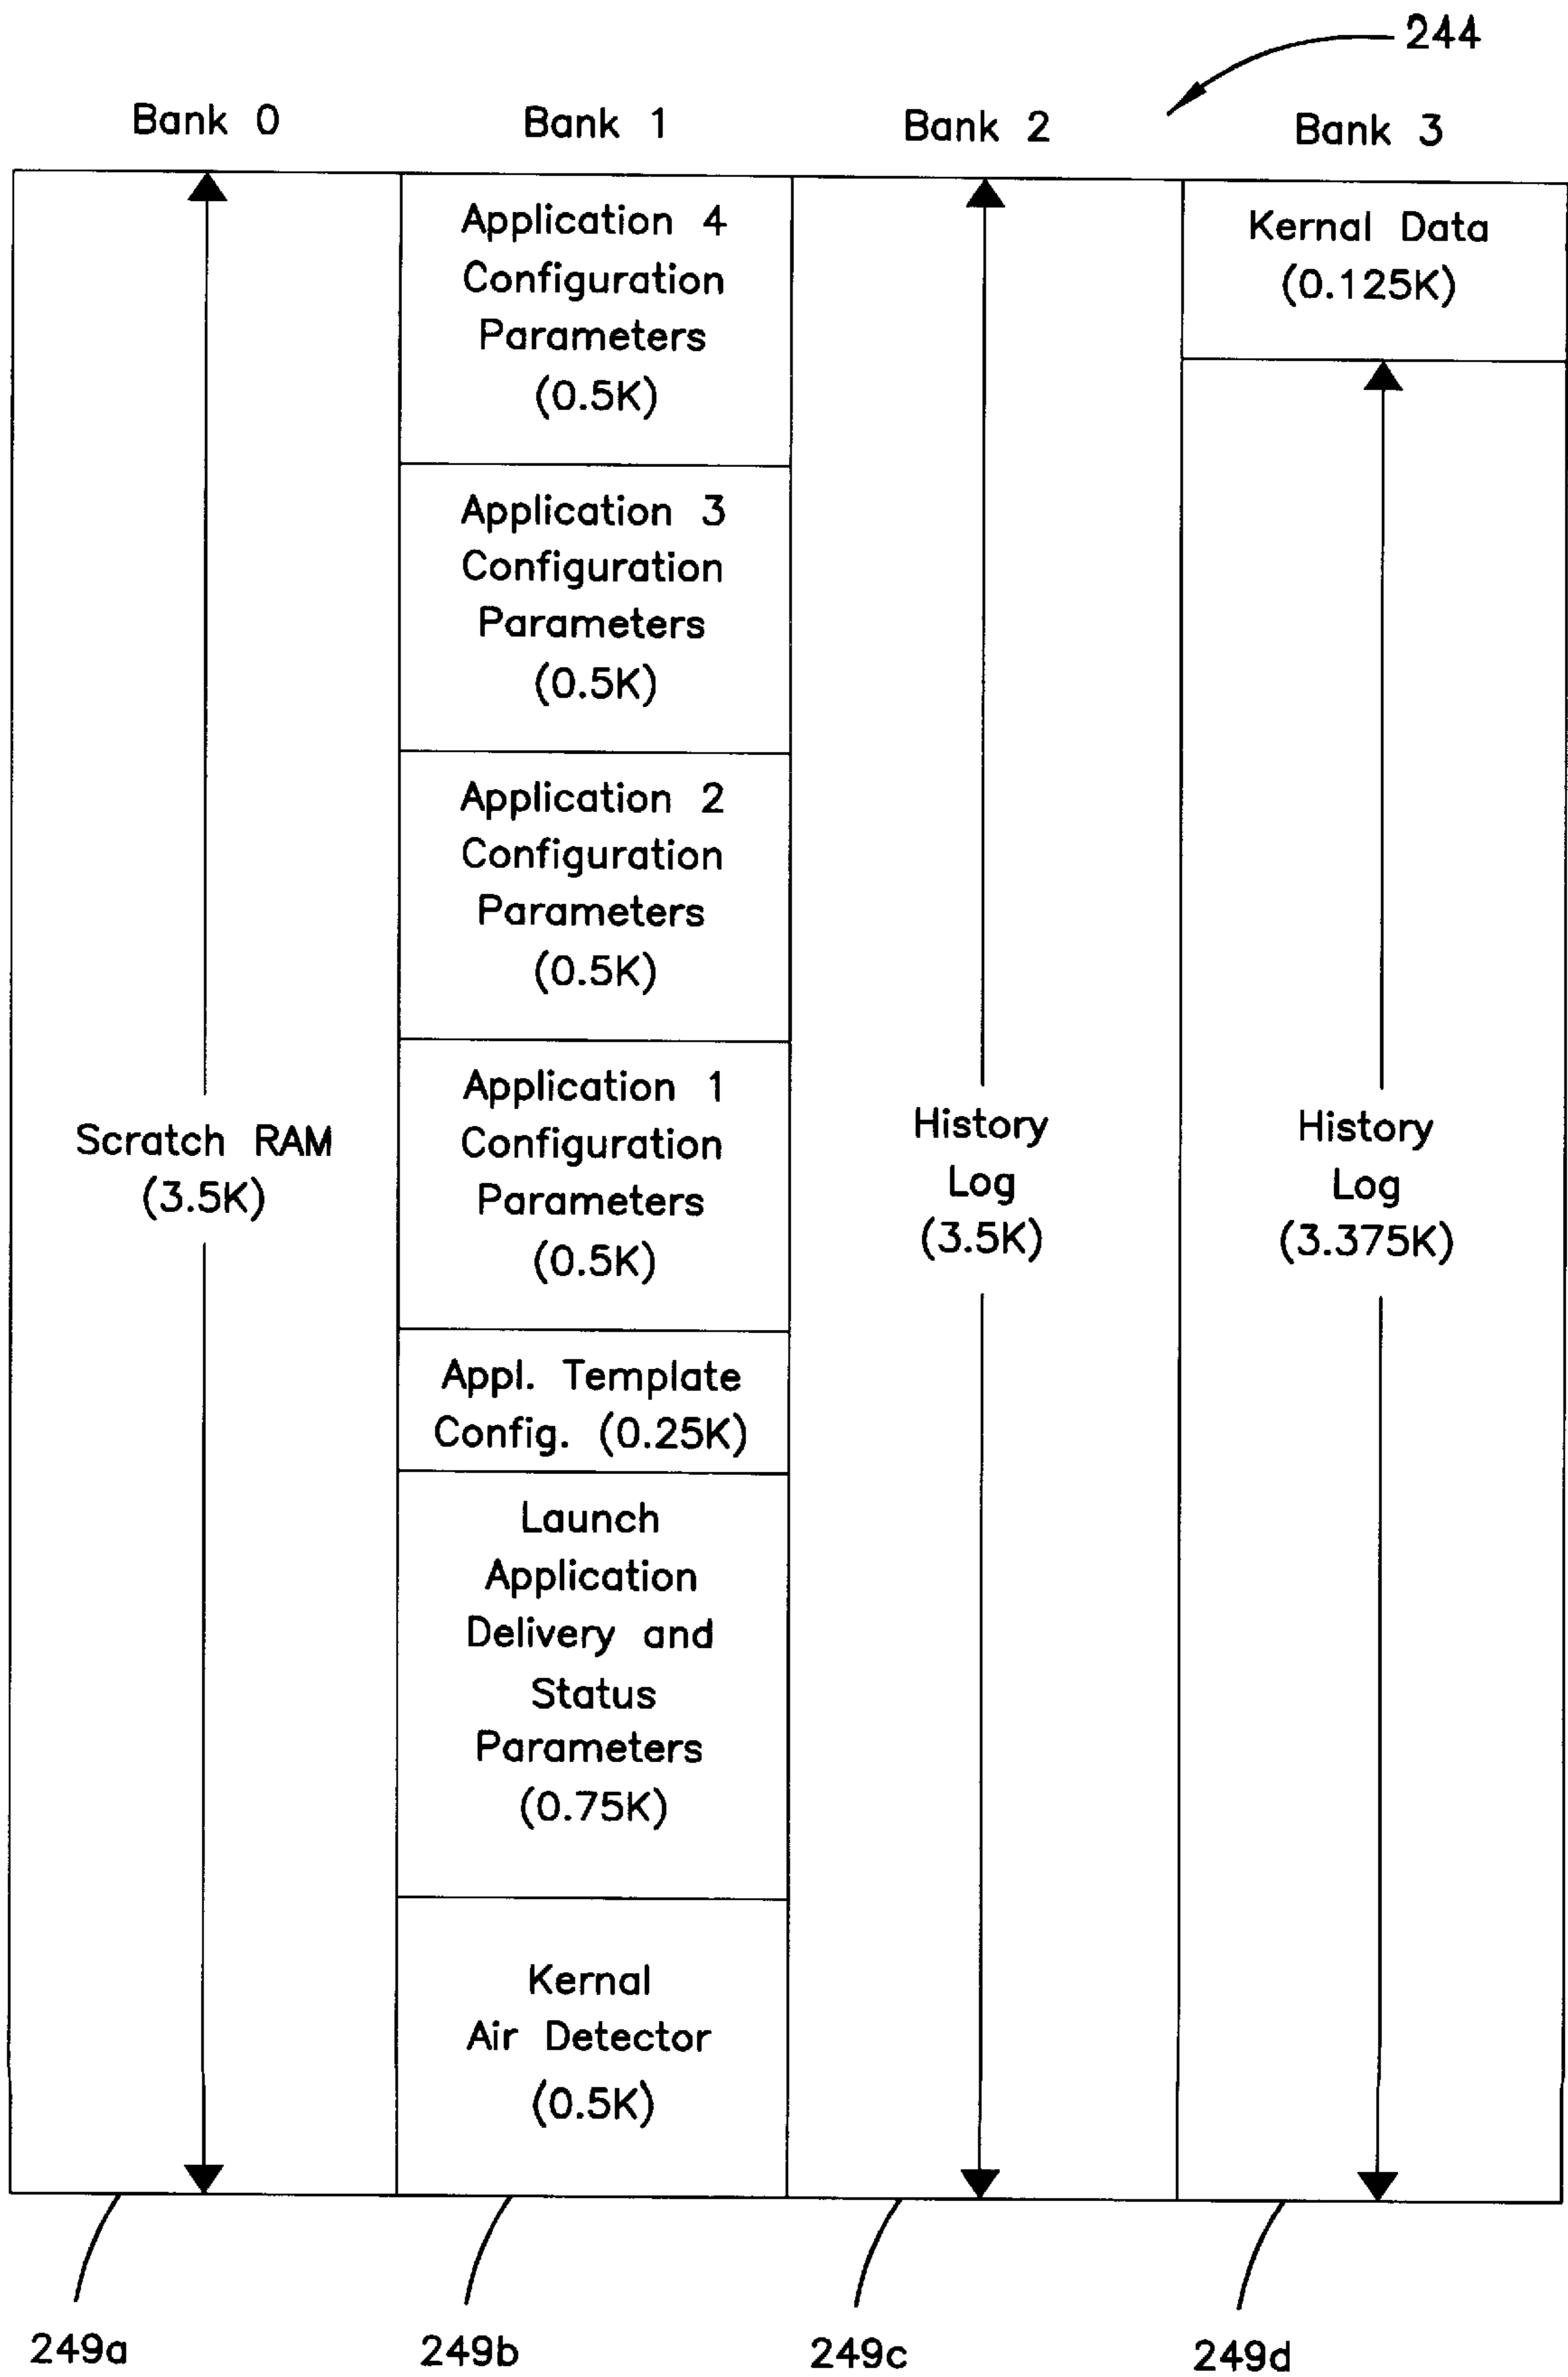 244
Bank 0
Bank 1
Bank 2
Bank 3
Scratch RAM
(3.5K)
Application 4
Configuration
Parameters
(0.5K)
Application 3
Configuration
Parameters
(0.5K)
Application 2
Configuration
Parameters
(0.5K)
Application 1
Configuration
Parameters
(0.5K)
Appl. Template
Config. (0.25K)
Launch
Application
Delivery and
Status
Parameters
(0.75K)
Kernal
Air Detector
(0.5K)
History
Log
(3.5K)
Kernal Data
(0.125K)
History
Log
(3.375K)
249a
249b
249c
249d